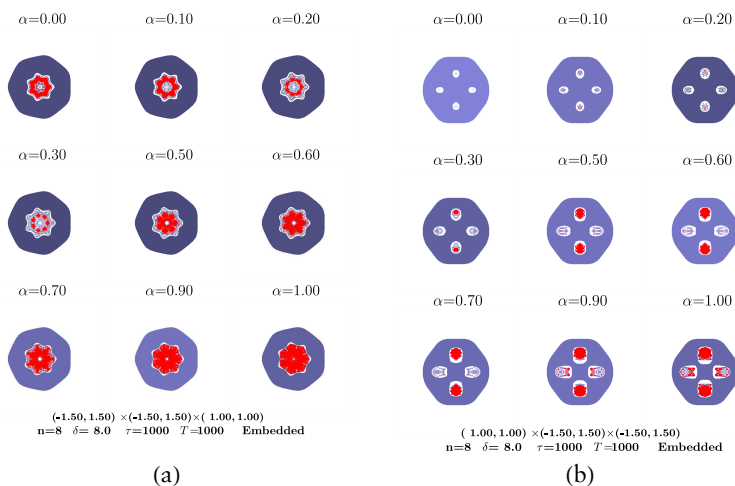 α=0.00 α=0.10 α=0.20
α=0.30 α=0.50 α=0.60
α=0.70 α=0.90 α=1.00
(-1.50, 1.50) ×(-1.50, 1.50)×( 1.00, 1.00)
n=8 δ= 8.0 τ=1000 T=1000 Embedded
(a)
α=0.00 α=0.10 α=0.20
α=0.30 α=0.50 α=0.60
α=0.70 α=0.90 α=1.00
( 1.00, 1.00) ×(-1.50, 1.50)×(-1.50, 1.50)
n=8 δ= 8.0 τ=1000 T=1000 Embedded
(b)